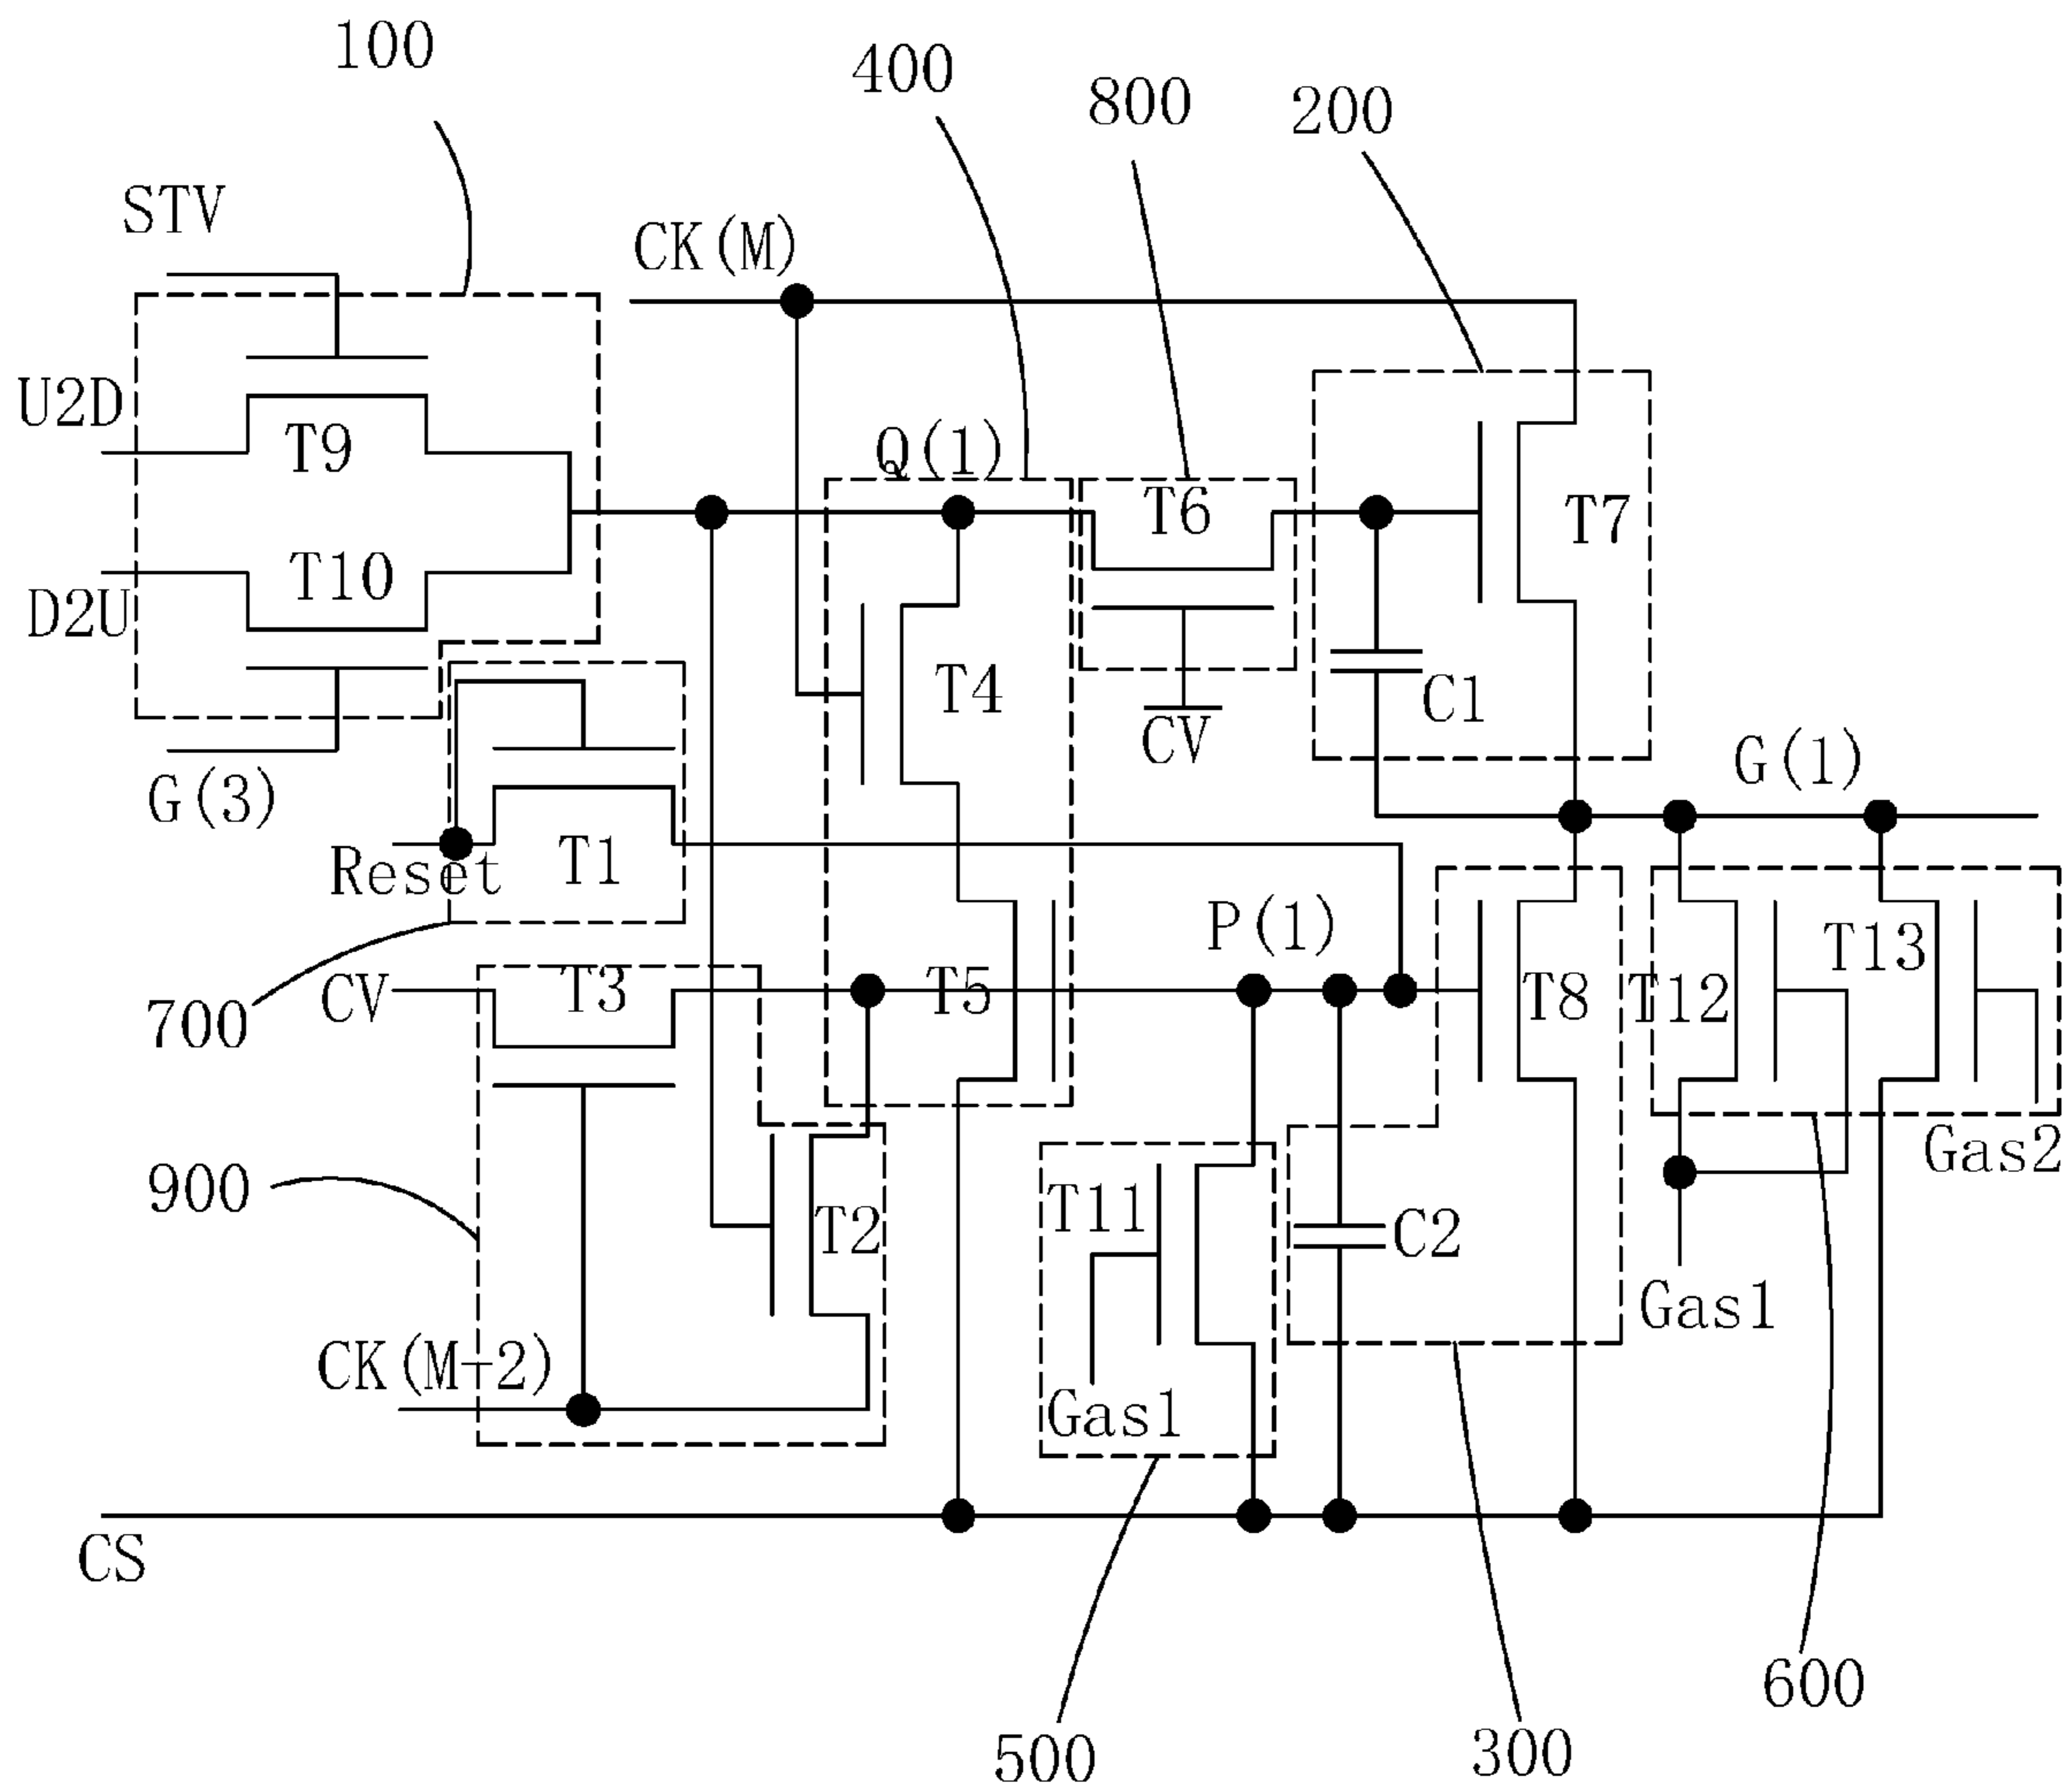 100
400
800
200
STV
CK(M)
U2D
T9
Q(1)
T6
T7
T10
D2U
T4
C1
CV
G(1)
G(3)
Reset
T1
P(1)
T13
CV
T3
T5
T8
T12
700
Gas2
900
T11
T2
C2
Gas1
CK(M-2)
Gas1
CS
600
500
300